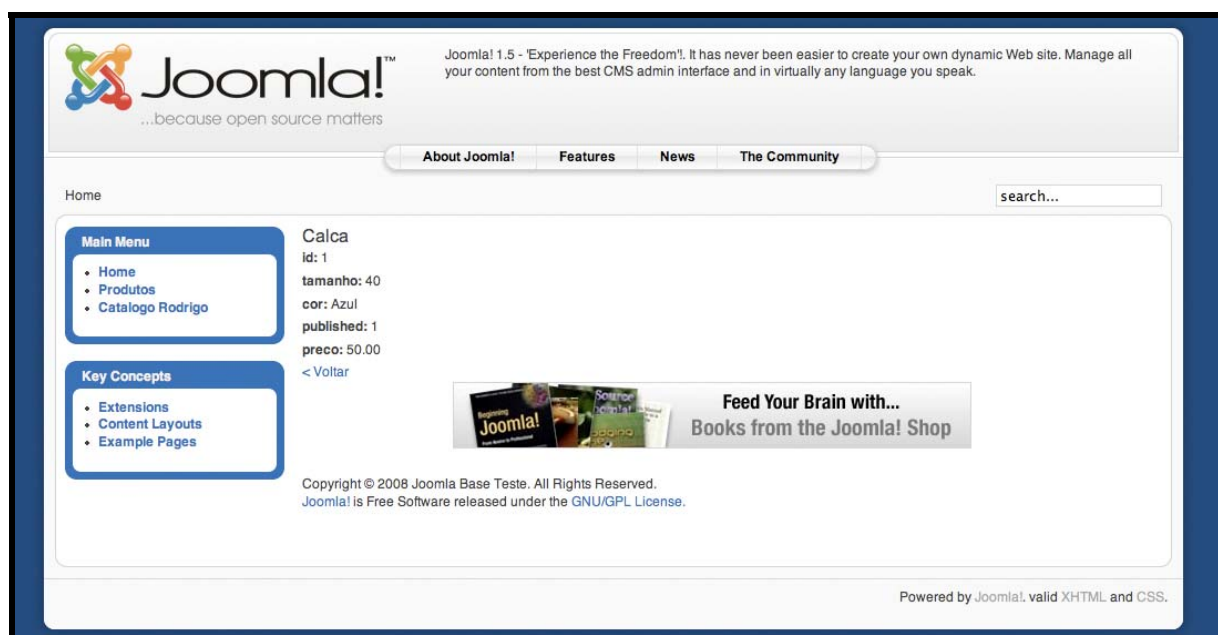 Joomla!™
...because open source matters
Joomla! 1.5 - 'Experience the Freedom'!. It has never been easier to create your own dynamic Web site. Manage all
your content from the best CMS admin interface and in virtually any language you speak.
About Joomla! Features News The Community
Home
search...
Main Menu
Home
Produtos
Catalogo Rodrigo
Key Concepts
Extensions
Content Layouts
Example Pages
Calca
id: 1
tamanho: 40
cor: Azul
published: 1
preco: 50.00
< Voltar
Beginning
Joomla!
Source
Feed Your Brain with...
Books from the Joomla! Shop
Copyright © 2008 Joomla Base Teste. All Rights Reserved.
Joomla! is Free Software released under the GNU/GPL License.
Powered by Joomla!. valid XHTML and CSS.